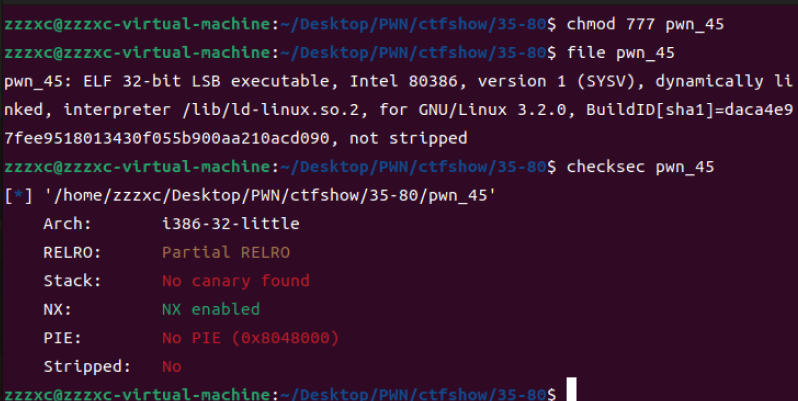 zzzxc@zzzxc-virtual-machine:~/Desktop/PWN/ctfshow/35-80$ chmod 777 pwn_45
zzzxc@zzzxc-virtual-machine:~/Desktop/PWN/ctfshow/35-80$ file pwn_45
pwn_45: ELF 32-bit LSB executable, Intel 80386, version 1 (SYSV), dynamically li
nked, interpreter /lib/ld-linux.so.2, for GNU/Linux 3.2.0, BuildID[sha1]=daca4e9
7fee9518013430f055b900aa210acd090, not stripped
zzzxc@zzzxc-virtual-machine:~/Desktop/PWN/ctfshow/35-80$ checksec pwn_45
[*] '/home/zzzxc/Desktop/PWN/ctfshow/35-80/pwn_45'
    Arch:       i386-32-little
    RELRO:      Partial RELRO
    Stack:      No canary found
    NX:         NX enabled
    PIE:        No PIE (0x8048000)
    Stripped:   No
zzzxc@zzzxc-virtual-machine:~/Desktop/PWN/ctfshow/35-80$